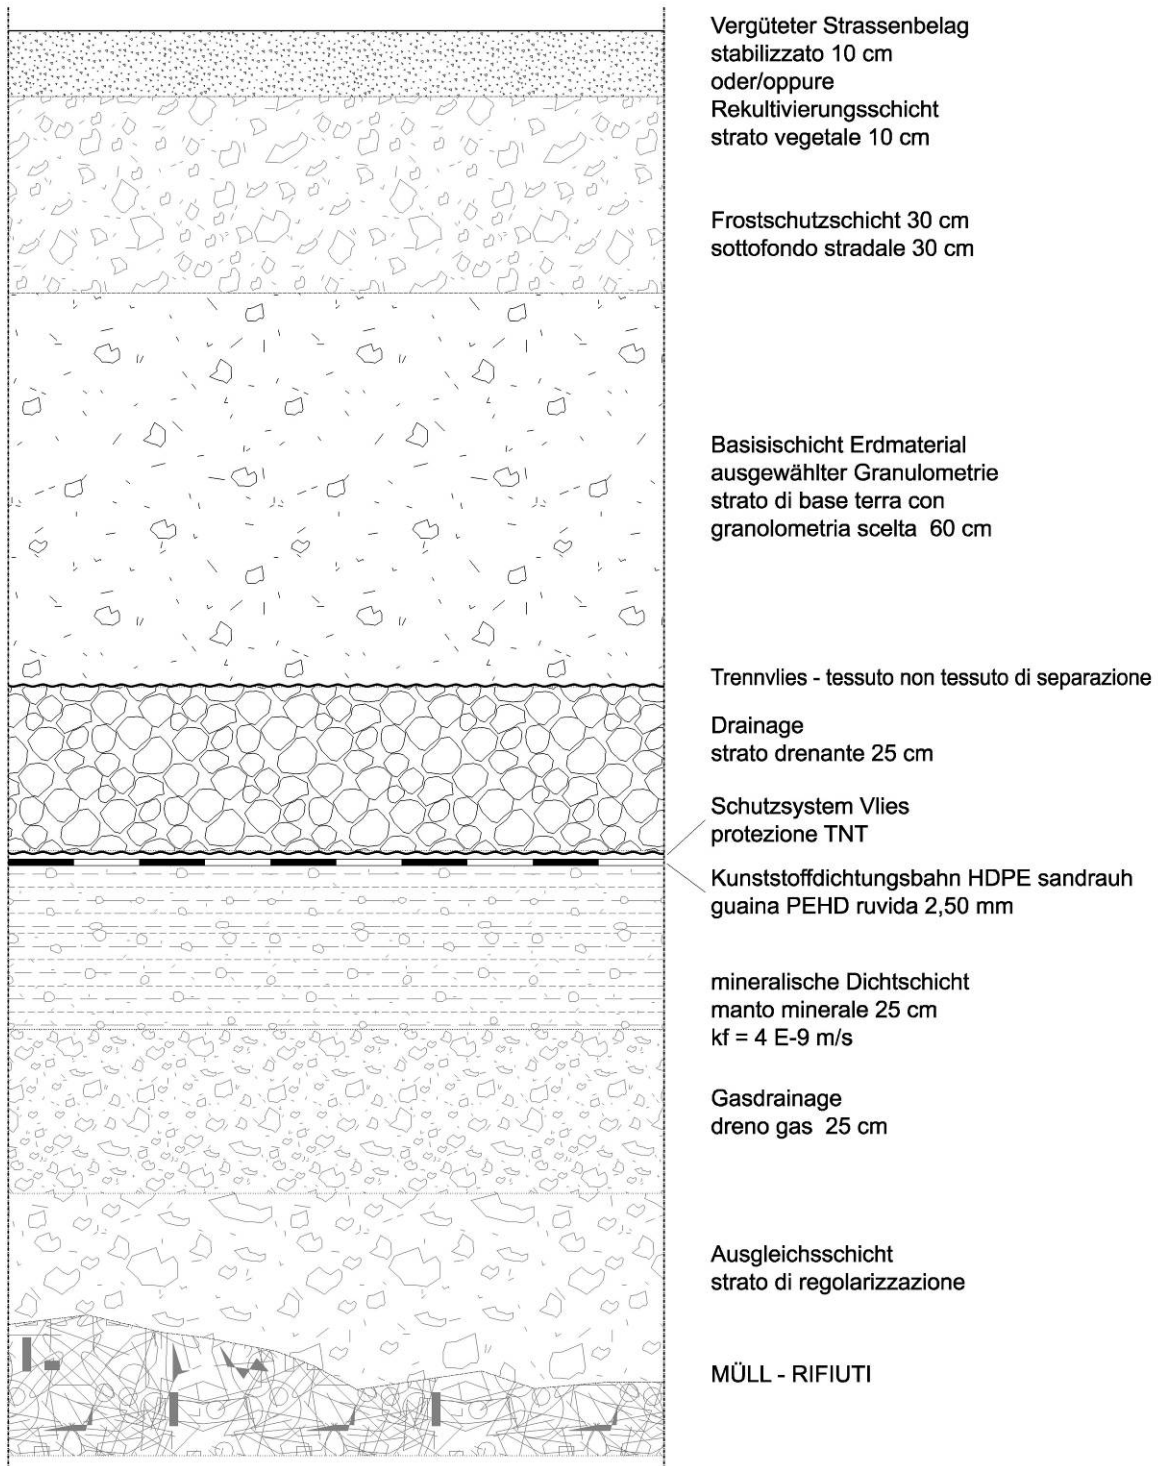 Vergüteter Strassenbelag
stabilizzato 10 cm
oder/oppure
Rekultivierungsschicht
strato vegetale 10 cm
Frostschutzschicht 30 cm
sottofondo stradale 30 cm
Basisischicht Erdmaterial
ausgewählter Granulometrie
strato di base terra con
granolometria scelta 60 cm
Trennvlies - tessuto non tessuto di separazione
Drainage
strato drenante 25 cm
Schutzsystem Vlies
protezione TNT
Kunststoffdichtungsbahn HDPE sandrauh
guaina PEHD ruvida 2,50 mm
mineralische Dichtschicht
manto minerale 25 cm
kf = 4 E-9 m/s
Gasdrainage
dreno gas 25 cm
Ausgleichsschicht
strato di regolarizzazione
MÜLL - RIFIUTI